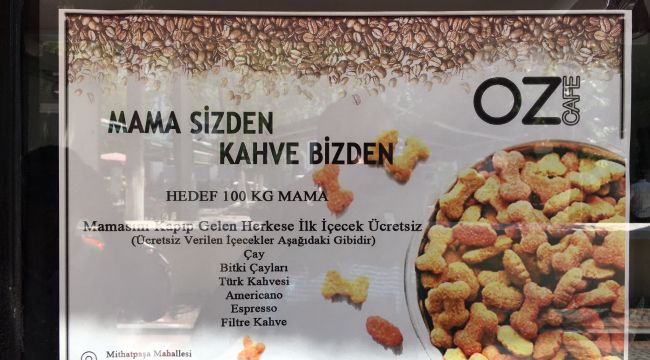 OZ CAFE
MAMA SİZDEN
KAHVE BİZDEN
HEDEF 100 KG MAMA
Mamasını Kapıp Gelen Herkese İlk İçecek Ücretsiz
(Ücretsiz Verilen İçecekler Aşağıdaki Gibidir)
Çay
Bitki Çayları
Türk Kahvesi
Americano
Espresso
Filtre Kahve
Mithatpaşa Mahallesi